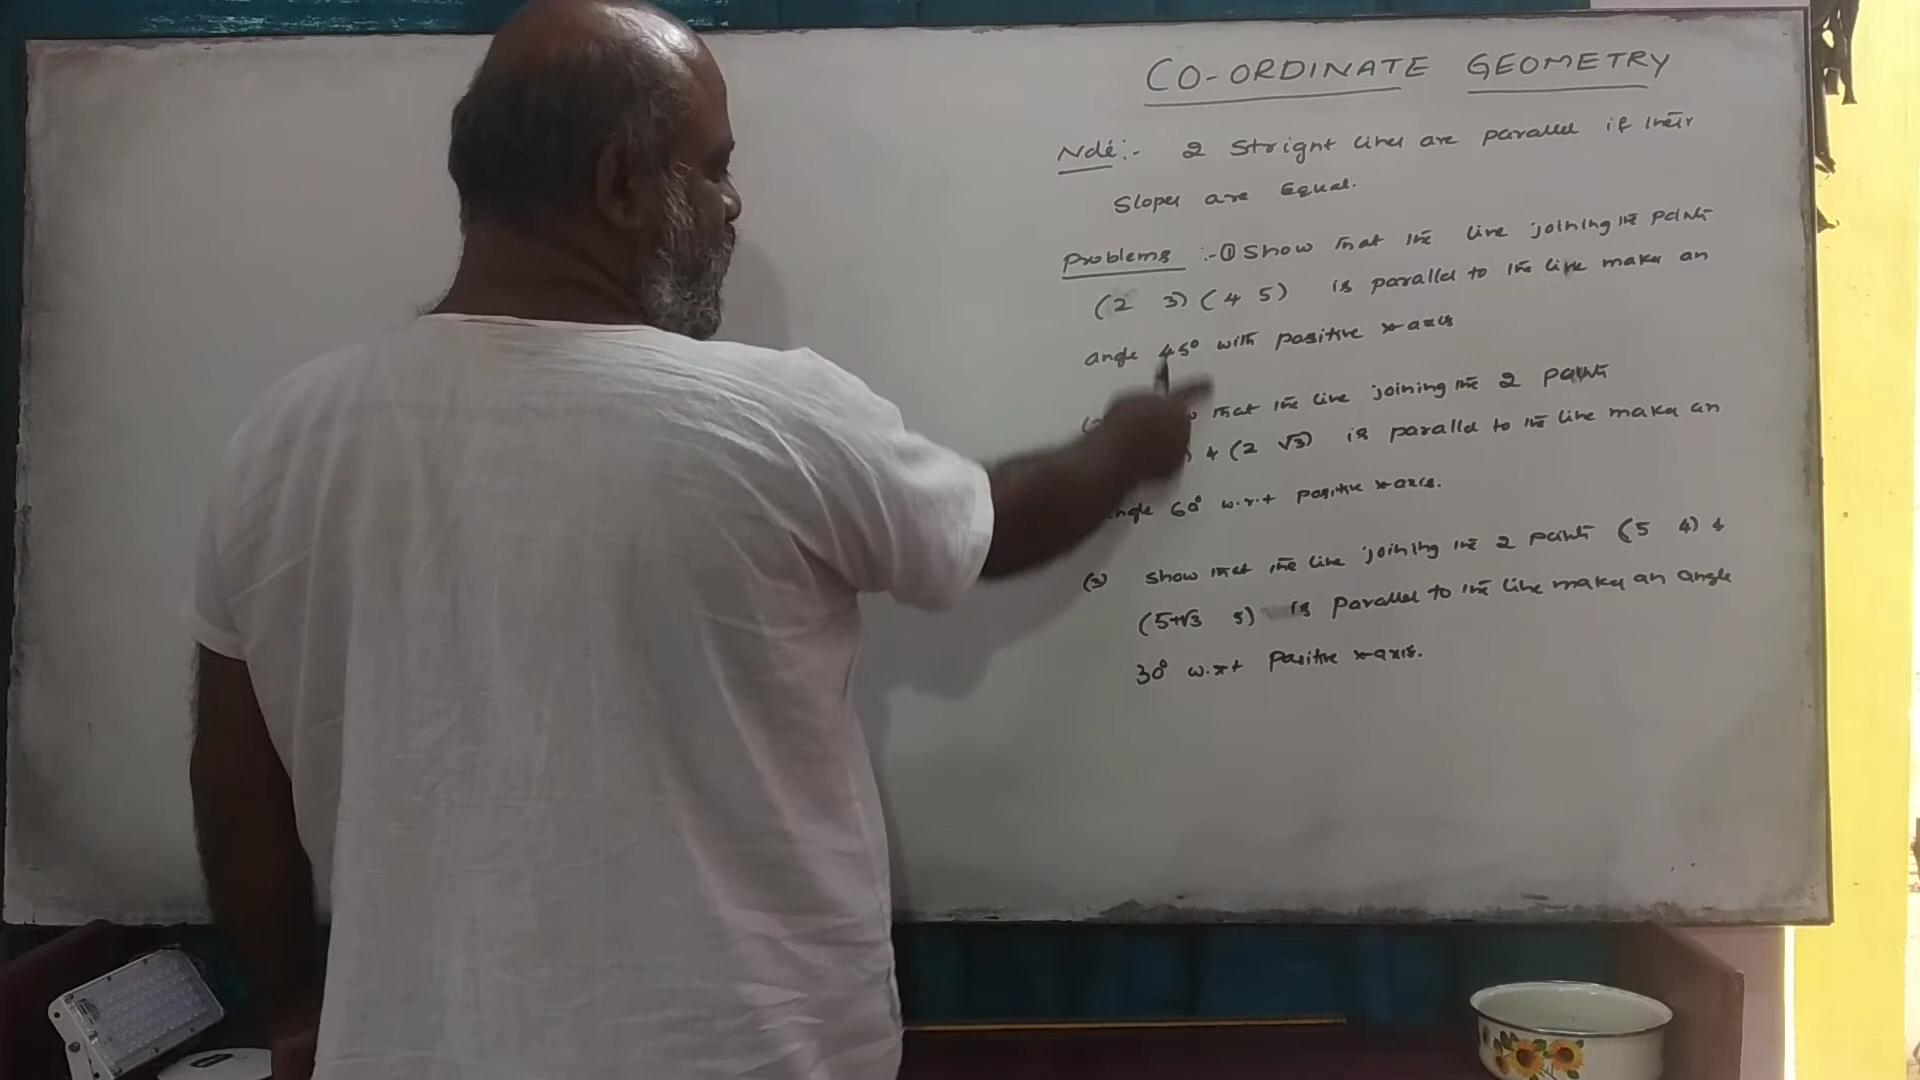 CO-ORDINATE GEOMETRY
Note:- 2 Strignt lines are parallel if their
Slopes are Equal.
Problems :- ① Show that the line joining the points
(2 3) (4 5) is parallel to the line makes an
angle 45° with positive x-axis
that the line joining the 2 points
& (2 √3) is parallel to the line makes an
angle 60° w.r.t positive x-axis.
(3) Show that the line joining the 2 points (5 4) &
(5+√3 5) is parallel to the line makes an angle
30° w.r.t Positive x-axis.